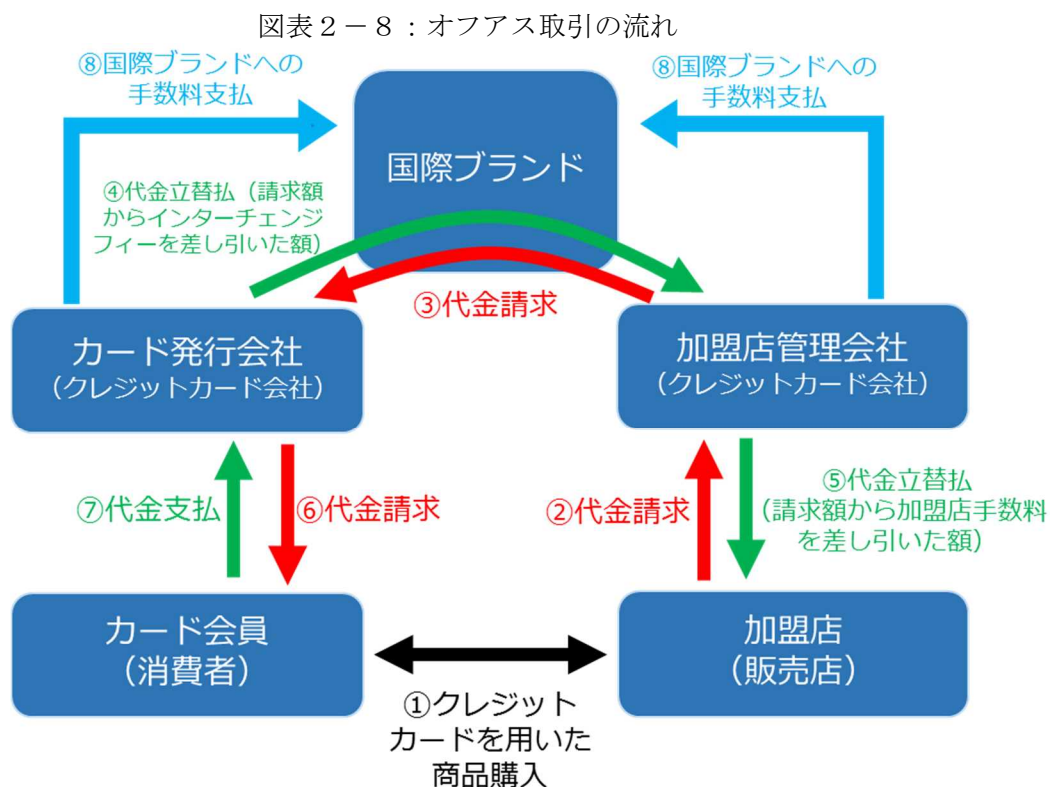 図表２－８：オフアス取引の流れ
⑧国際ブランドへの
手数料支払
⑧国際ブランドへの
手数料支払
国際ブランド
④代金立替払（請求額
からインターチェンジ
フィーを差し引いた額）
③代金請求
カード発行会社
（クレジットカード会社）
加盟店管理会社
（クレジットカード会社）
⑦代金支払
⑥代金請求
②代金請求
⑤代金立替払
（請求額から加盟店手数料
を差し引いた額）
カード会員
（消費者）
加盟店
（販売店）
①クレジット
カードを用いた
商品購入